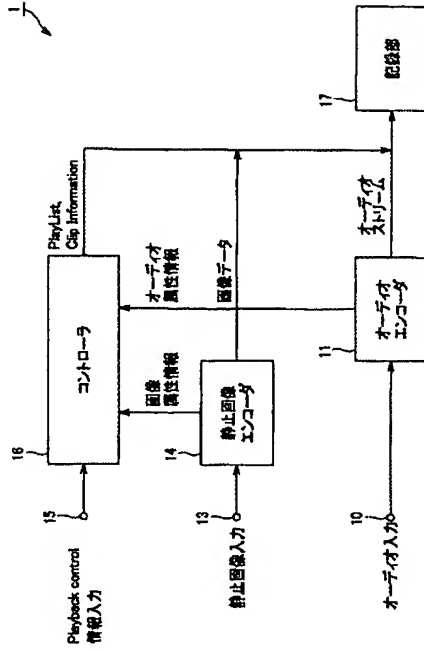 1
Playback control
情報入力
15
16
コントローラ
PlayList,
Clip Information
画像
属性情報
オーディオ
属性情報
静止画像入力
13
14
静止画像
エンコーダ
画像データ
オーディオ入力
10
11
オーディオ
エンコーダ
オーディオ
ストリーム
17
記録部